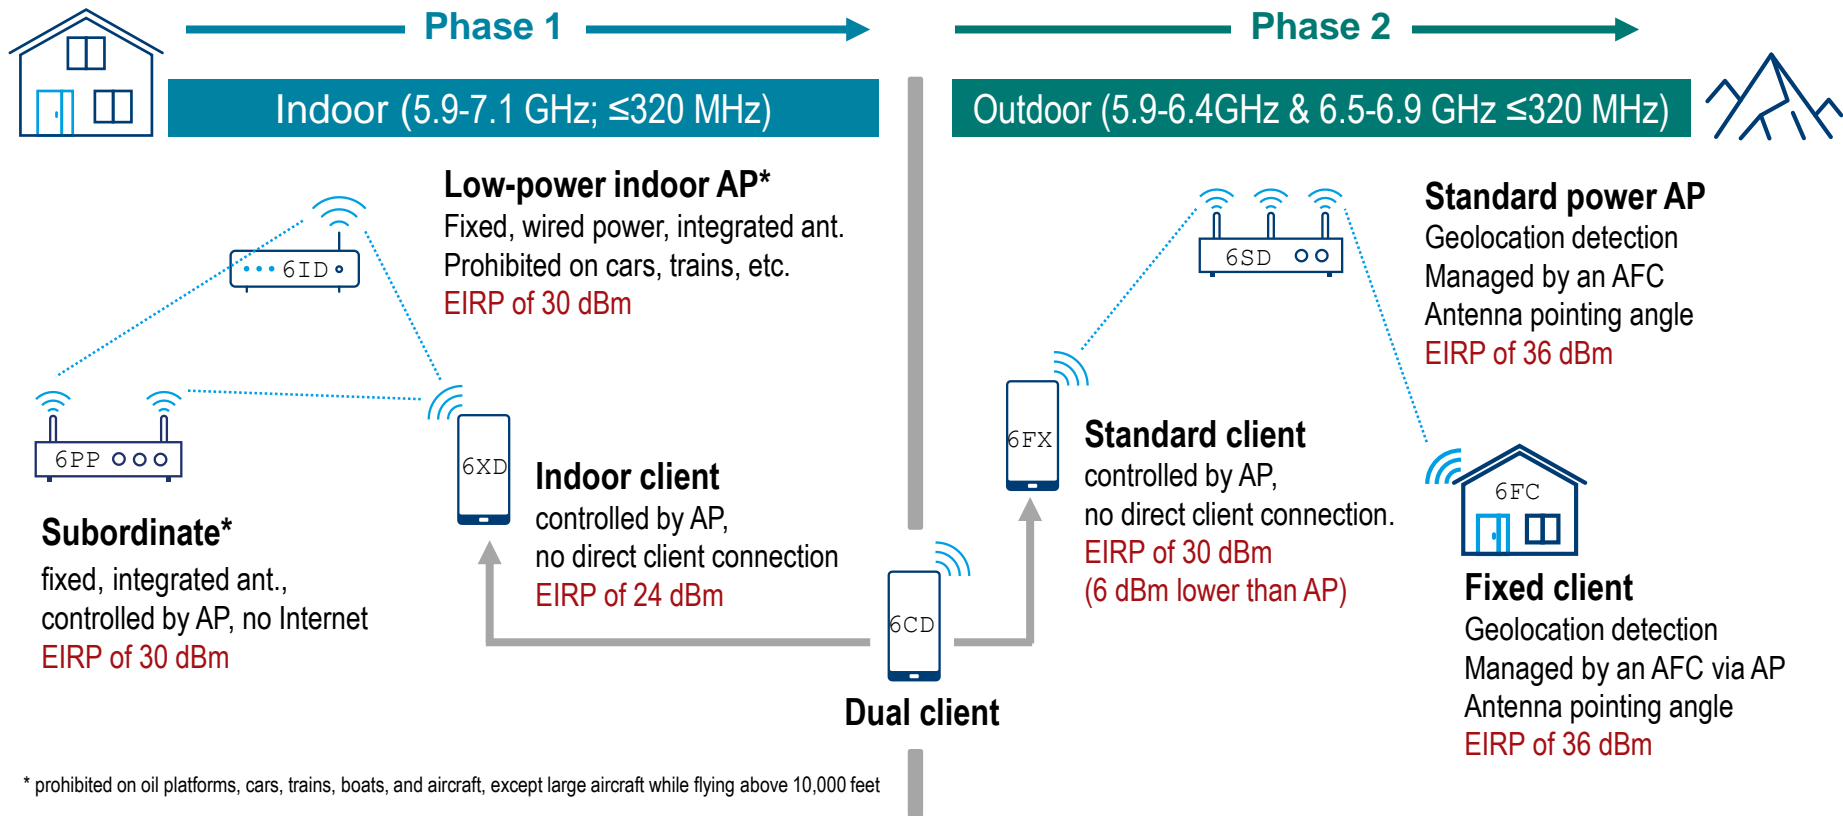 Phase 1
Phase 2
Indoor (5.9-7.1 GHz; ≤320 MHz)
Outdoor (5.9-6.4GHz & 6.5-6.9 GHz ≤320 MHz)
Low-power indoor AP*
Fixed, wired power, integrated ant.
Prohibited on cars, trains, etc.
EIRP of 30 dBm
6ID
6PP
Subordinate*
fixed, integrated ant.,
controlled by AP, no Internet
EIRP of 30 dBm
6XD
Indoor client
controlled by AP,
no direct client connection
EIRP of 24 dBm
6CD
Dual client
6SD
Standard power AP
Geolocation detection
Managed by an AFC
Antenna pointing angle
EIRP of 36 dBm
6FX
Standard client
controlled by AP,
no direct client connection.
EIRP of 30 dBm
(6 dBm lower than AP)
6FC
Fixed client
Geolocation detection
Managed by an AFC via AP
Antenna pointing angle
EIRP of 36 dBm
* prohibited on oil platforms, cars, trains, boats, and aircraft, except large aircraft while flying above 10,000 feet